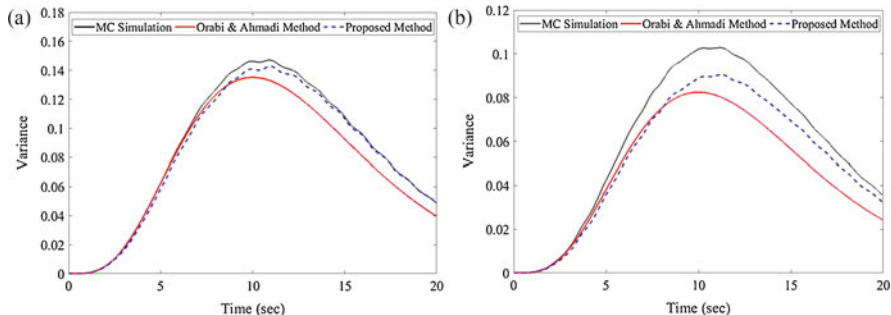 (a)
MC Simulation Orabi & Ahmadi Method Proposed Method
0.18
0.16
0.14
0.12
0.1
0.08
0.06
0.04
0.02
0
Variance
0 5 10 15 20
Time (sec)
(b)
MC Simulation Orabi & Ahmadi Method Proposed Method
0.12
0.1
0.08
0.06
0.04
0.02
0
Variance
0 5 10 15 20
Time (sec)